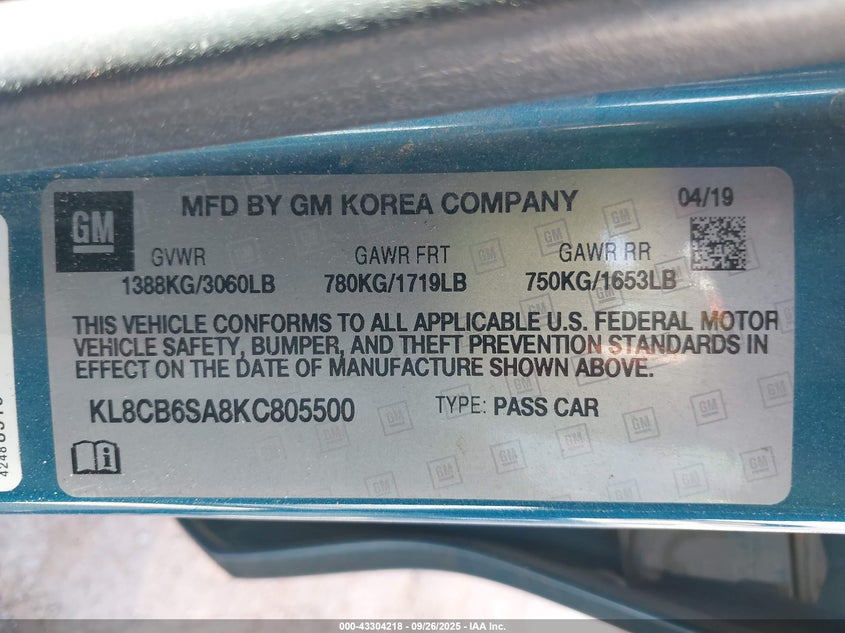 GM
MFD BY GM KOREA COMPANY
04/19
GVWR
GAWR FRT
GAWR RR
1388KG/3060LB
780KG/1719LB
750KG/1653LB
THIS VEHICLE CONFORMS TO ALL APPLICABLE U.S. FEDERAL MOTOR
VEHICLE SAFETY, BUMPER, AND THEFT PREVENTION STANDARDS IN
EFFECT ON THE DATE OF MANUFACTURE SHOWN ABOVE.
KL8CB6SA8KC805500
TYPE: PASS CAR
000-43304218 - 09/26/2025 - IAA Inc.